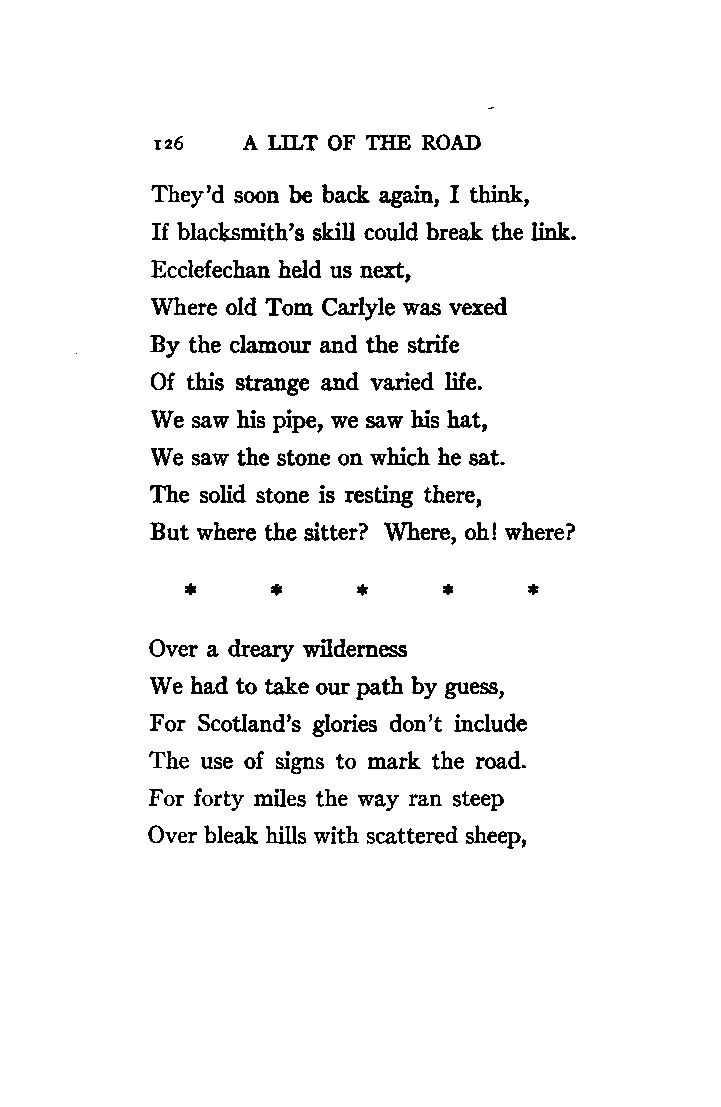 126 A LILT OF THE ROAD
They'd soon be back again, I think,
If blacksmith's skill could break the link.
Ecclefechan held us next,
Where old Tom Carlyle was vexed
By the clamour and the strife
Of this strange and varied life.
We saw his pipe, we saw his hat,
We saw the stone on which he sat.
The solid stone is resting there,
But where the sitter? Where, oh! where?
* * * * *
Over a dreary wilderness
We had to take our path by guess,
For Scotland's glories don't include
The use of signs to mark the road.
For forty miles the way ran steep
Over bleak hills with scattered sheep,